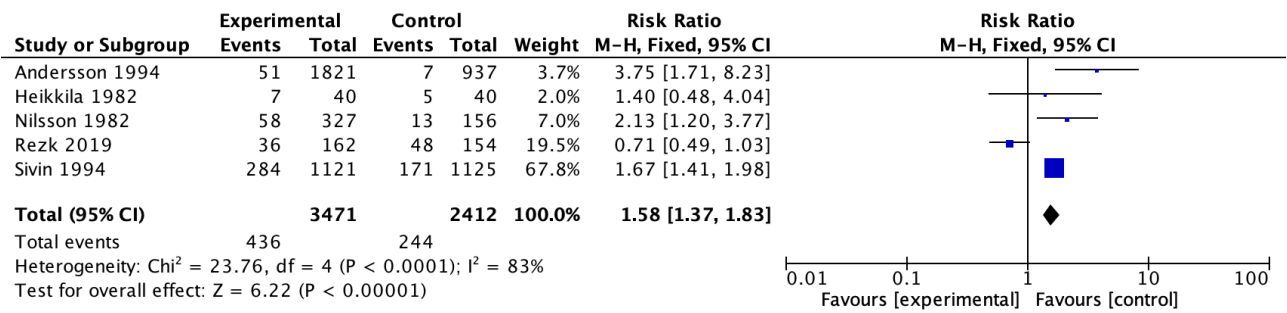 Experimental Control Risk Ratio Risk Ratio
Study or Subgroup Events Total Events Total Weight M-H, Fixed, 95% CI M-H, Fixed, 95% CI
Andersson 1994 51 1821 7 937 3.7% 3.75 [1.71, 8.23]
Heikkila 1982 7 40 5 40 2.0% 1.40 [0.48, 4.04]
Nilsson 1982 58 327 13 156 7.0% 2.13 [1.20, 3.77]
Rezk 2019 36 162 48 154 19.5% 0.71 [0.49, 1.03]
Sivin 1994 284 1121 171 1125 67.8% 1.67 [1.41, 1.98]
Total (95% CI) 3471 2412 100.0% 1.58 [1.37, 1.83]
Total events 436 244
Heterogeneity: Chi² = 23.76, df = 4 (P < 0.0001); I² = 83%
Test for overall effect: Z = 6.22 (P < 0.00001)
0.01 0.1 1 10 100
Favours [experimental] Favours [control]